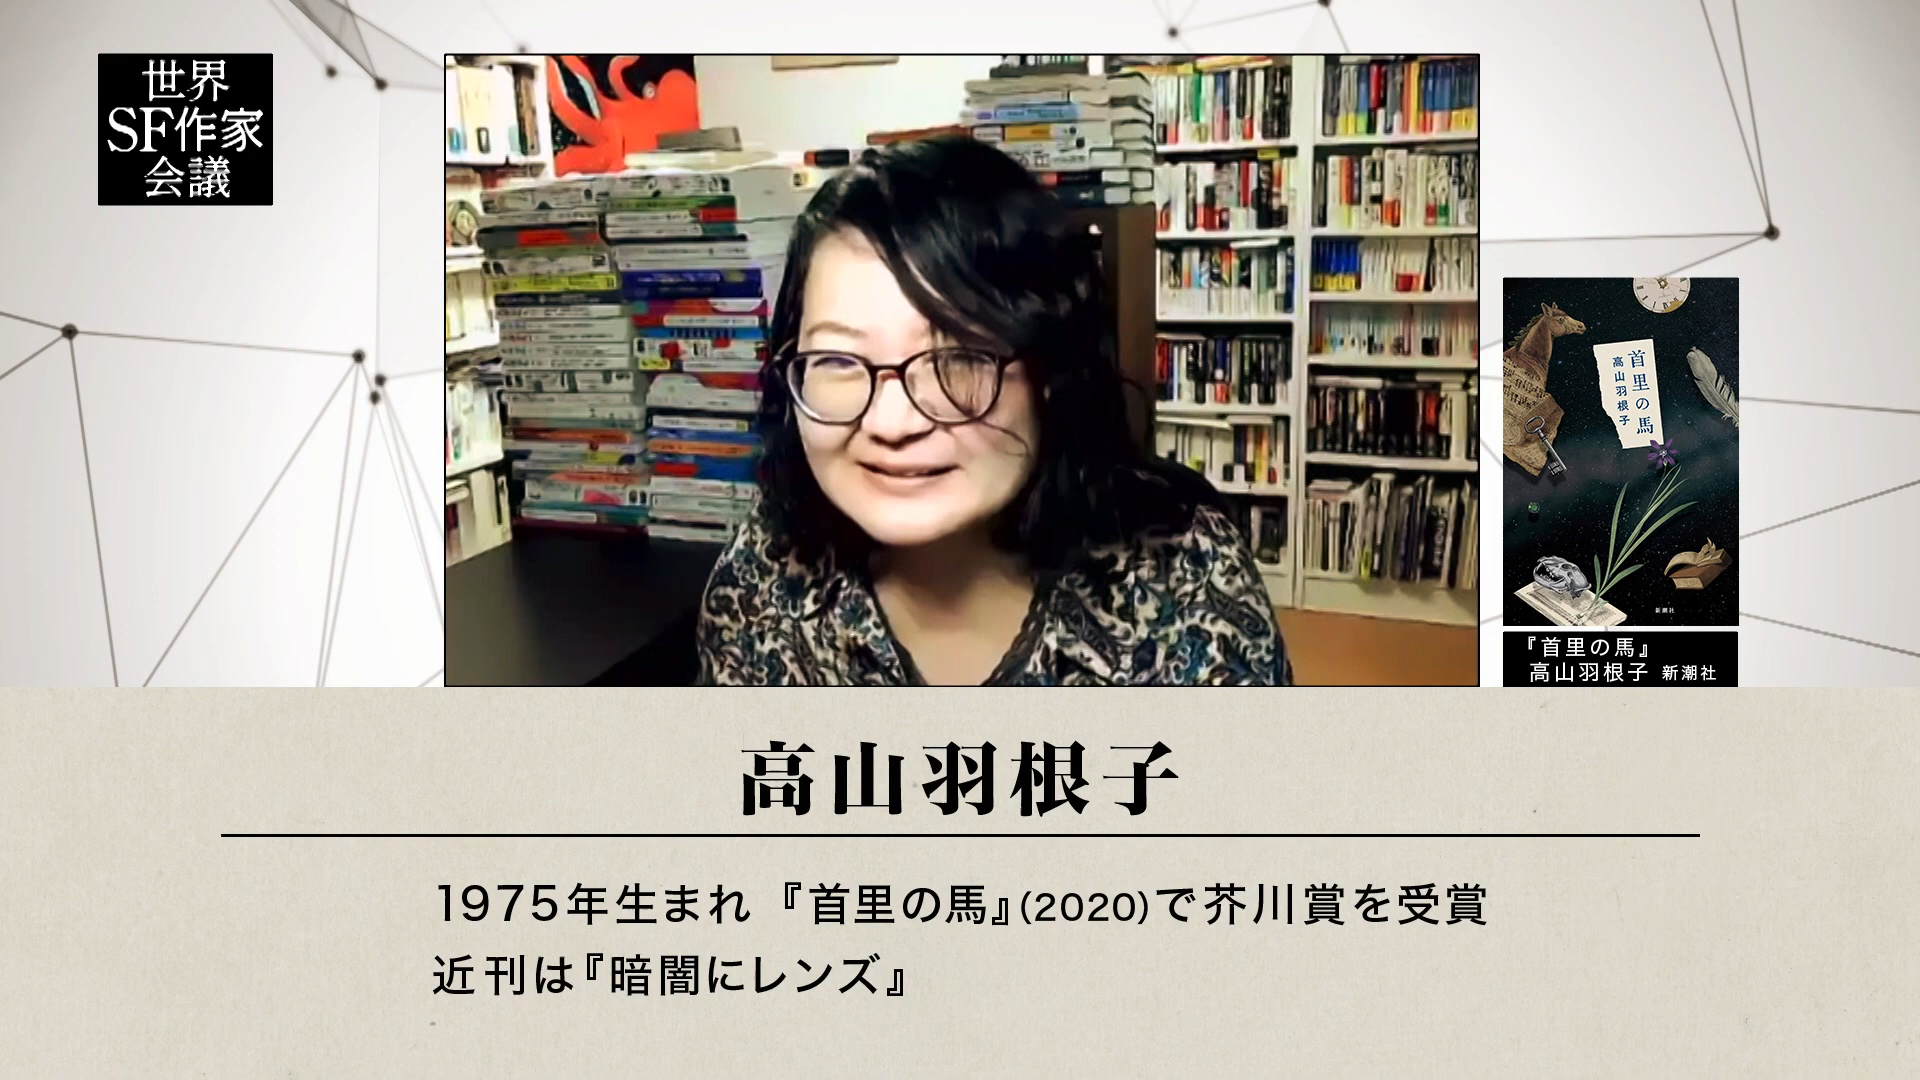 世界
SF作家
会議
首里の馬
高山羽根子
新潮社
『首里の馬』
高山羽根子 新潮社
高山羽根子
1975年生まれ 『首里の馬』(2020)で芥川賞を受賞
近刊は『暗闇にレンズ』